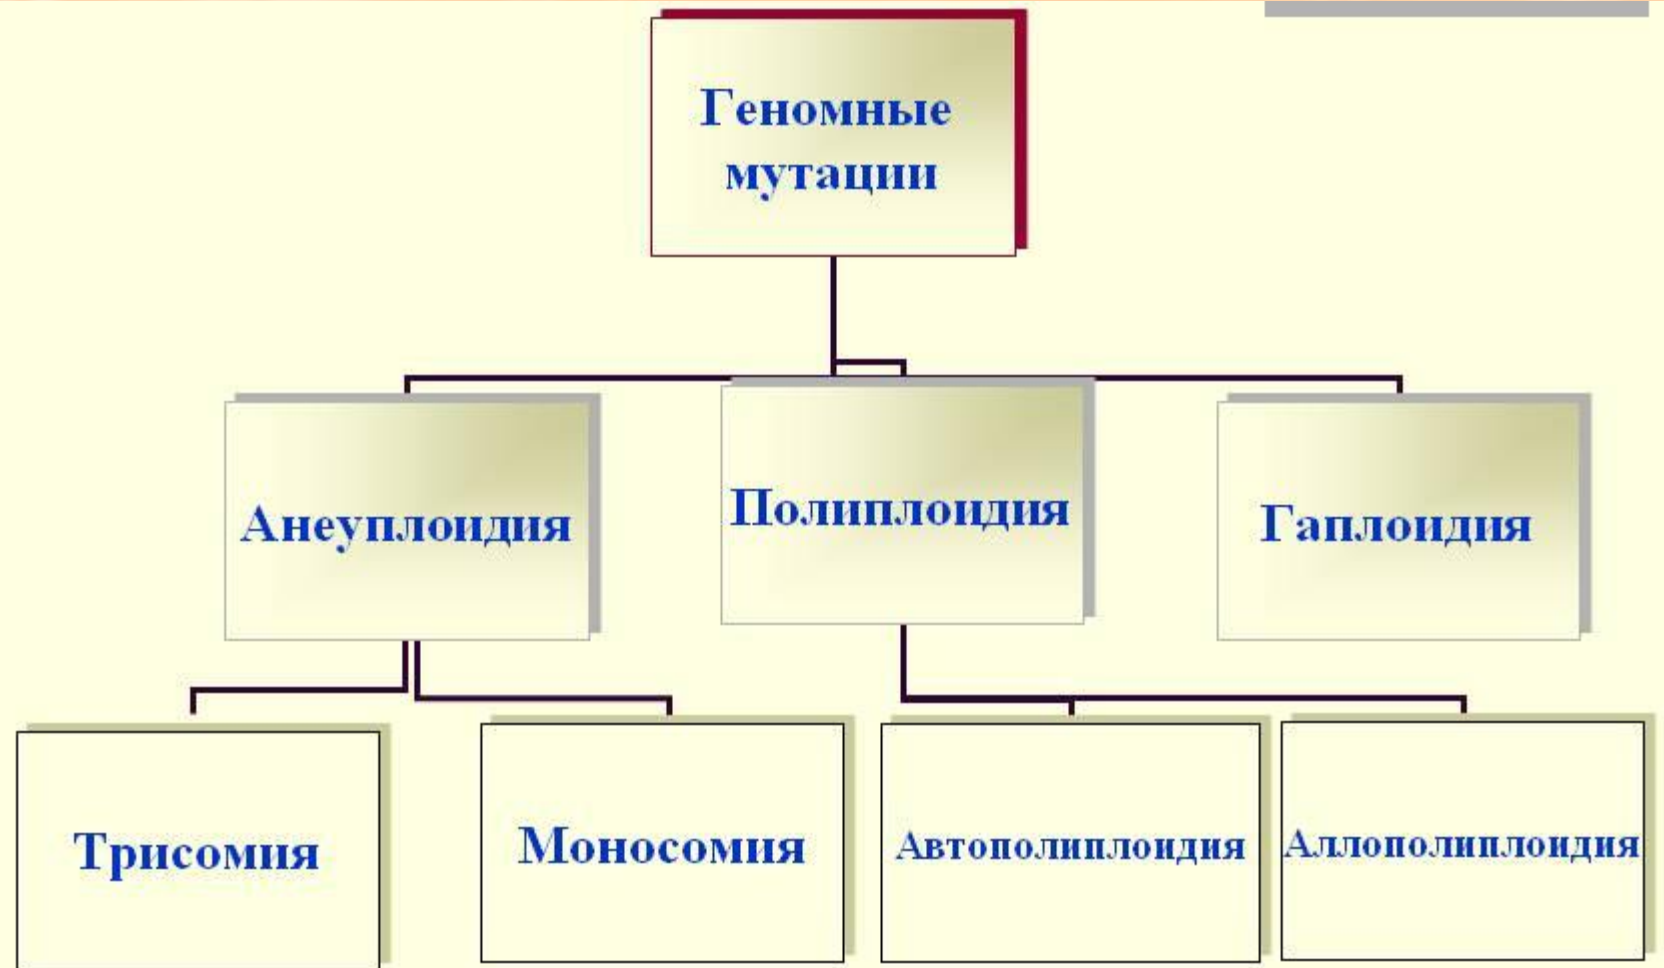 Геномные
мутации
Анеуплоидия
Полиплоидия
Гаплоидия
Трисомия
Моносомия
Автополиплоидия
Аллополиплоидия